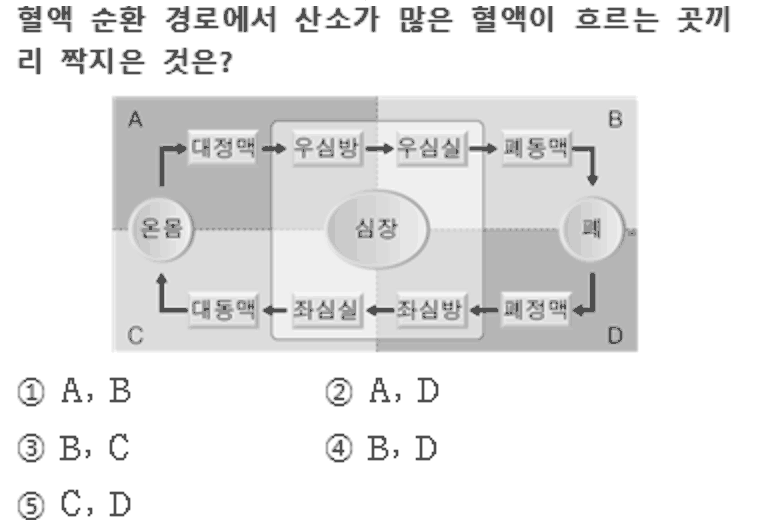 혈액 순환 경로에서 산소가 많은 혈액이 흐르는 곳끼
리 짝지은 것은?
A
B
대정맥 우심방 우심실 폐동맥
온몸 심장 폐
대동맥 좌심실 좌심방 폐정맥
C
D
① A, B ② A, D
③ B, C ④ B, D
⑤ C, D